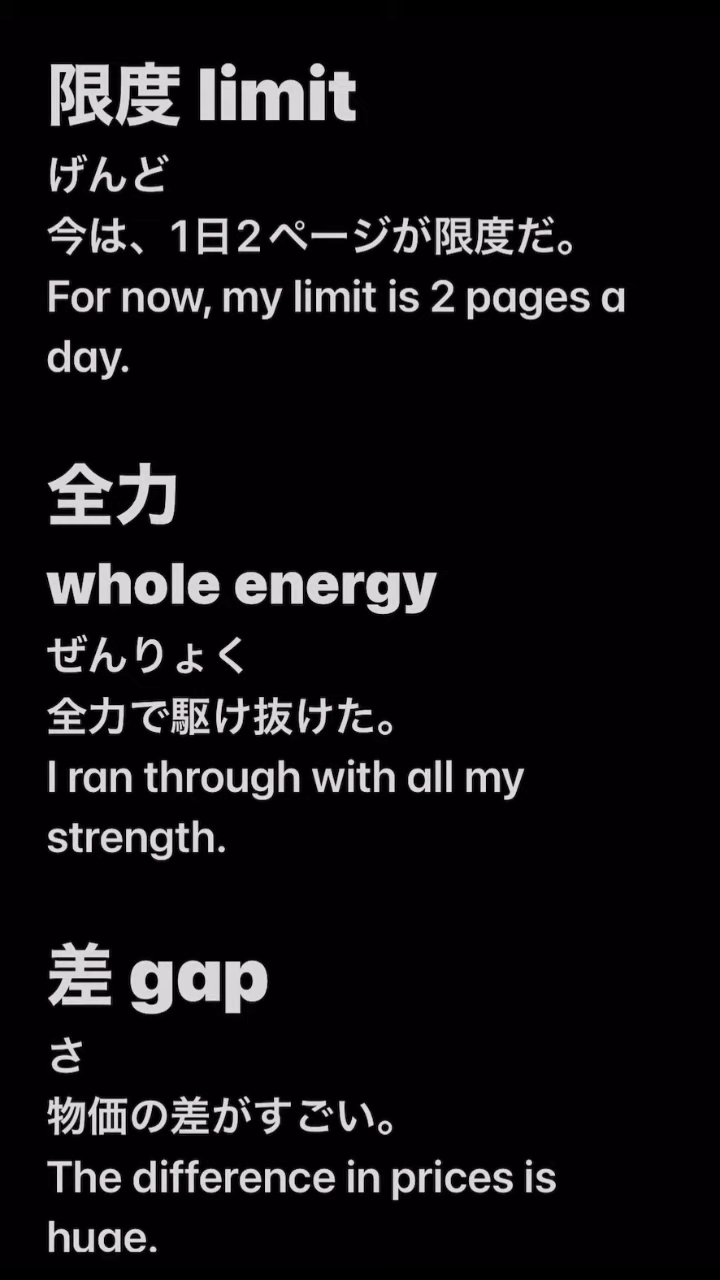 限度 limit
げんど
今は、1日2ページが限度だ。
For now, my limit is 2 pages a
day.
全力
whole energy
ぜんりょく
全力で駆け抜けた。
I ran through with all my
strength.
差 gap
さ
物価の差がすごい。
The difference in prices is
huge.